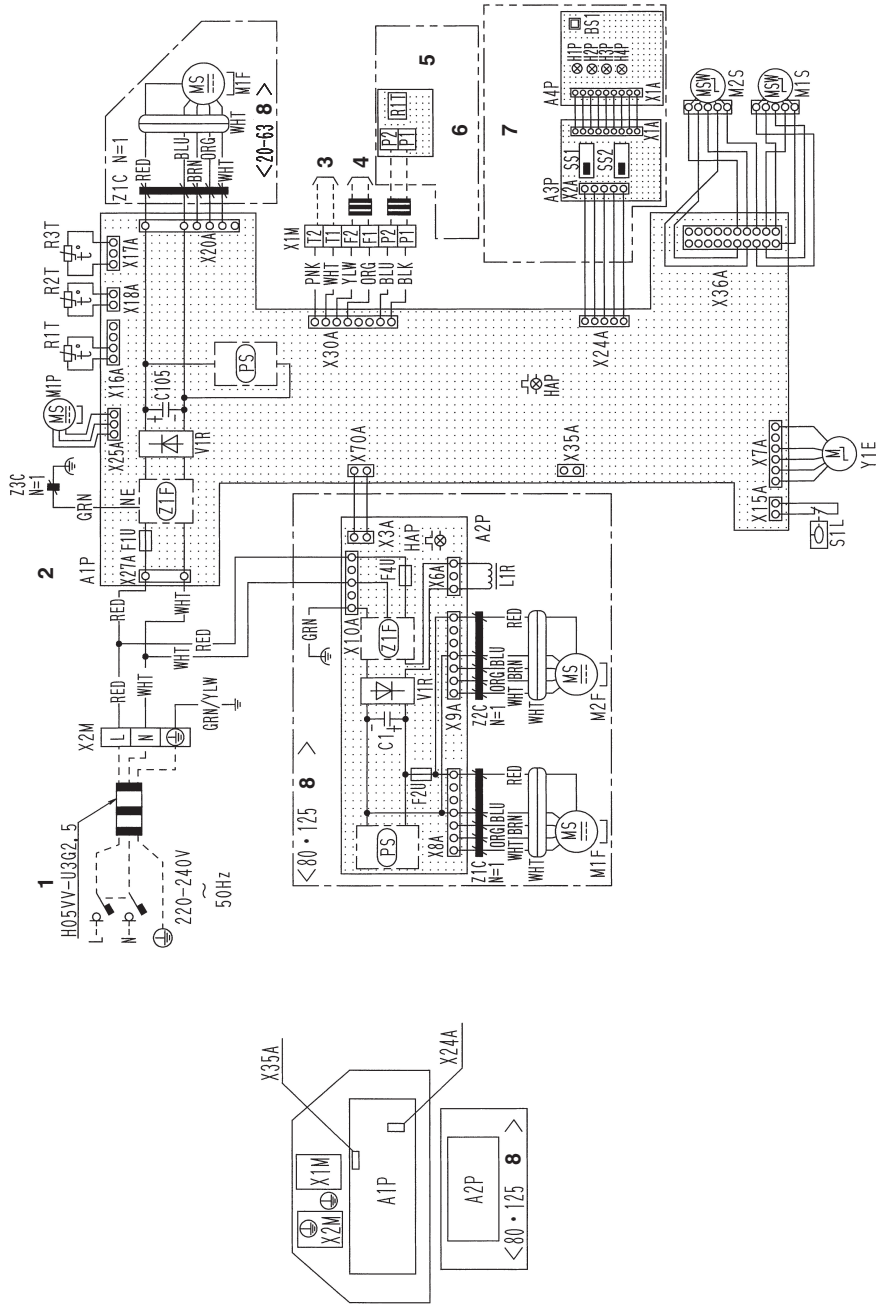 1
H05VV-U3G2,5
L
N
220-240V
~
50Hz
X2M
L
N
RED
WHT
GRN/YLW
RED
WHT
RED
WHT
2
A1P
X27A
F1U
GRN
NE
Z1F
Z3C
N=1
V1R
+
C105
PS
X25A
MS
M1P
X16A
R1T
t°
X18A
R2T
t°
X17A
R3T
t°
X20A
Z1C N=1
RED
BLU
BRN
ORG
WHT
WHT
MS
M1F
<20-63 8 >
X30A
PNK
WHT
YLW
ORG
BLU
BLK
X1M
T2
T1
F2
F1
P2
P1
3
4
P2
P1
R1T
5
6
7
A4P
BS1
H1P
H2P
H3P
H4P
X1A
X1A
A3P
X2A
SS1
SS2
X24A
X36A
MSW
M2S
MSW
M1S
HAP
X70A
X35A
X7A
X15A
M
Y1E
S1L
<80・125 8 >
X3A
HAP
A2P
X10A
GRN
F4U
X6A
L1R
Z1F
V1R
C1
-
+
PS
F2U
X9A
Z2C
N=1
WHT
ORG
BRN
BLU
RED
WHT
MS
M2F
X8A
Z1C
N=1
WHT
ORG
BRN
BLU
RED
WHT
MS
M1F
X35A
X24A
X1M
X2M
A1P
A2P
<80・125 8 >